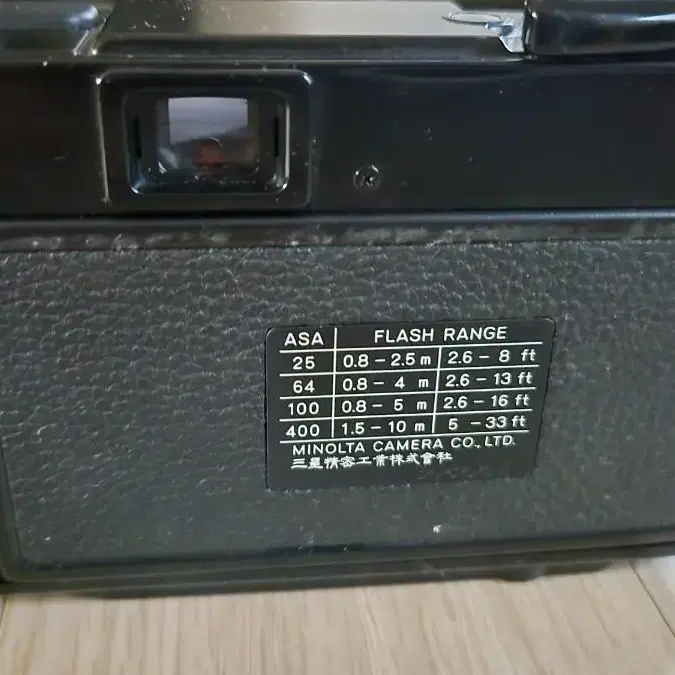 ASA FLASH RANGE
25 0.8 – 2.5 m 2.6 – 8 ft
64 0.8 – 4 m 2.6 – 13 ft
100 0.8 – 5 m 2.6 – 16 ft
400 1.5 – 10 m 5 – 33 ft
MINOLTA CAMERA CO., LTD.
三星精密工業株式會社